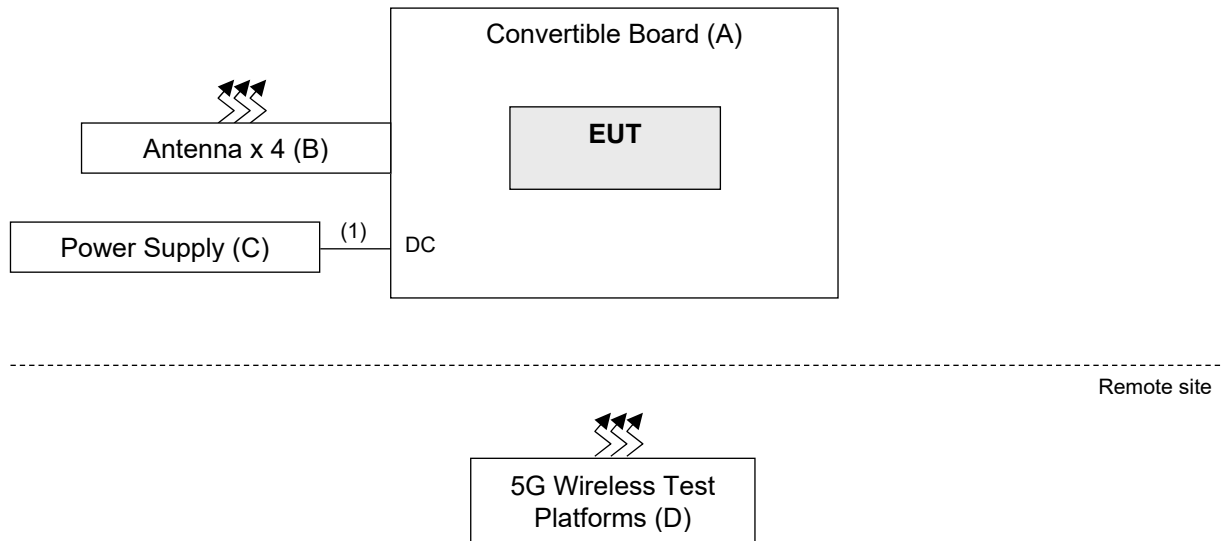 Convertible Board (A)
EUT
Antenna x 4 (B)
Power Supply (C)
(1)
DC
Remote site
5G Wireless Test
Platforms (D)